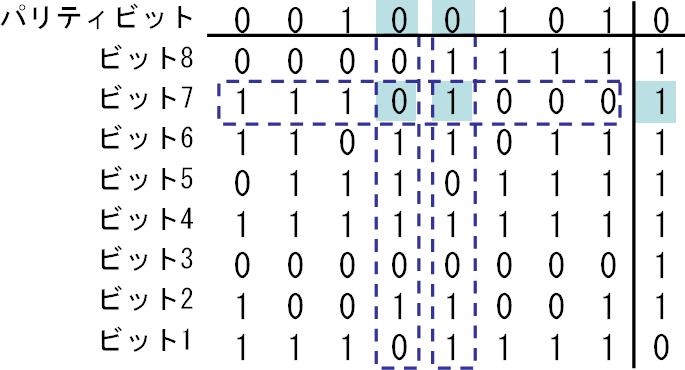 パリティビット 0 0 1 0 0 1 0 1 0
ビット8 0 0 0 0 1 1 1 1 1
ビット7 1 1 1 0 1 0 0 0 1
ビット6 1 1 0 1 1 0 1 1 1
ビット5 0 1 1 1 0 1 1 1 1
ビット4 1 1 1 1 1 1 1 1 1
ビット3 0 0 0 0 0 0 0 0 1
ビット2 1 0 0 1 1 0 0 1 1
ビット1 1 1 1 0 1 1 1 1 0